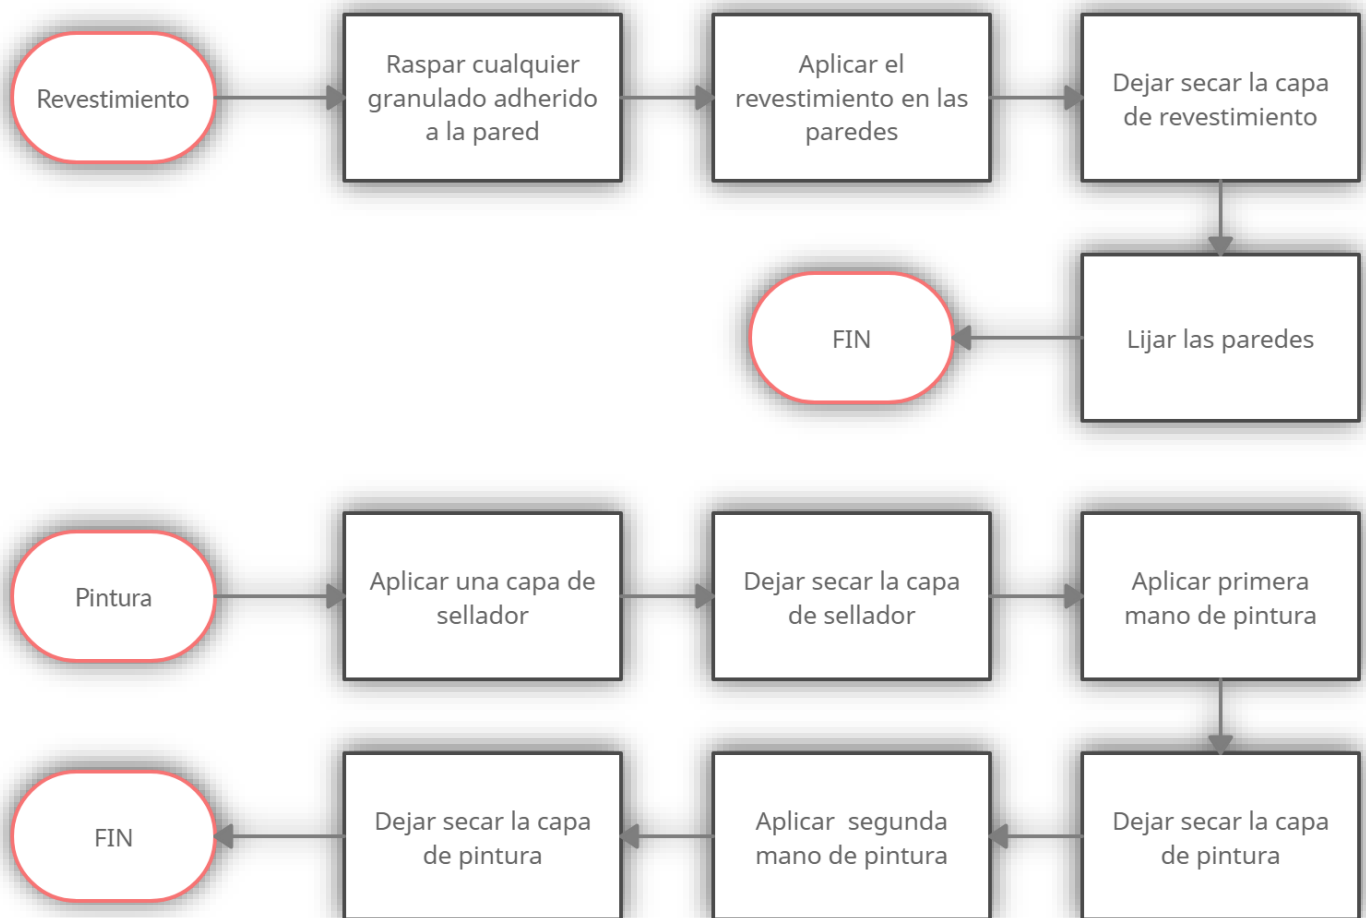 Revestimiento
Raspar cualquier
granulado adherido
a la pared
Aplicar el
revestimiento en las
paredes
Dejar secar la capa
de revestimiento
Lijar las paredes
FIN
Pintura
Aplicar una capa de
sellador
Dejar secar la capa
de sellador
Aplicar primera
mano de pintura
Dejar secar la capa
de pintura
Aplicar  segunda
mano de pintura
Dejar secar la capa
de pintura
FIN